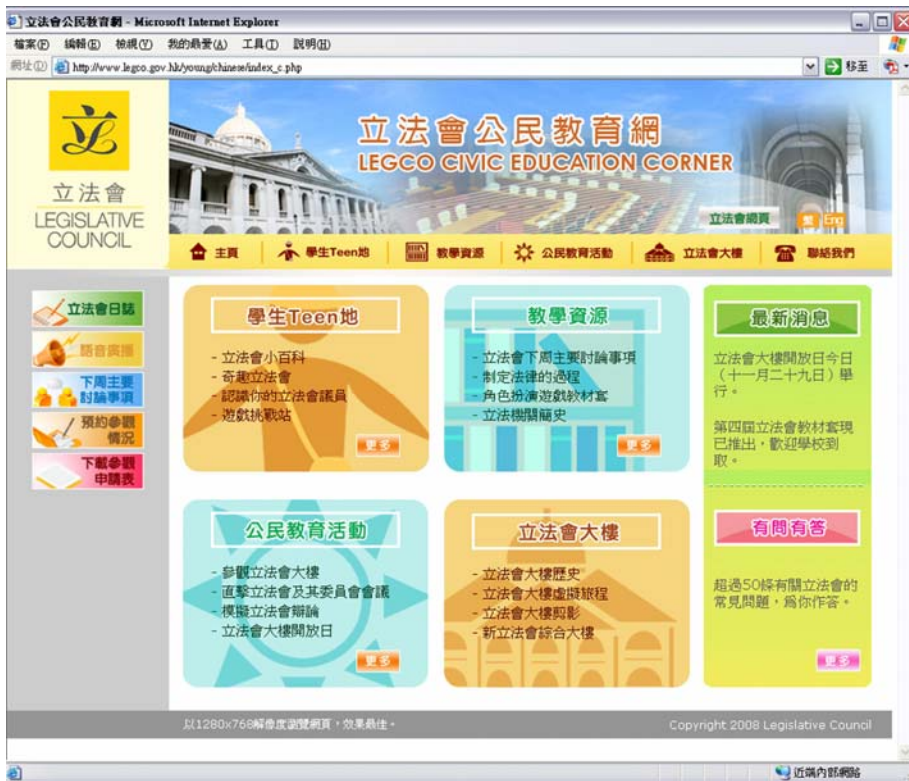 立法會公民教育網 - Microsoft Internet Explorer
檔案(F) 編輯(E) 檢視(V) 我的最愛(A) 工具(T) 說明(H)
網址(D) http://www.legco.gov.hk/young/chinese/index_c.php 移至
立
立法會
LEGISLATIVE
COUNCIL
立法會公民教育網
LEGCO CIVIC EDUCATION CORNER
立法會網頁 繁 Eng
主頁 學生Teen地 教學資源 公民教育活動 立法會大樓 聯絡我們
立法會日誌
語音廣播
下周主要
討論事項
預約參觀
情況
下載參觀
申請表
學生Teen地
- 立法會小百科
- 奇趣立法會
- 認識你的立法會議員
- 遊戲挑戰站
更多
教學資源
- 立法會下周主要討論事項
- 制定法律的過程
- 角色扮演遊戲教材套
- 立法機關簡史
更多
最新消息
立法會大樓開放日今日
（十一月二十九日）舉
行。
第四屆立法會教材套現
已推出，歡迎學校到
取。
公民教育活動
- 參觀立法會大樓
- 直擊立法會及其委員會會議
- 模擬立法會辯論
- 立法會大樓開放日
更多
立法會大樓
- 立法會大樓歷史
- 立法會大樓虛擬旅程
- 立法會大樓剪影
- 新立法會綜合大樓
有問有答
超過50條有關立法會的
常見問題，為你作答。
更多
以1280x768解像度瀏覽網頁，效果最佳。
Copyright 2008 Legislative Council
近端內部網路